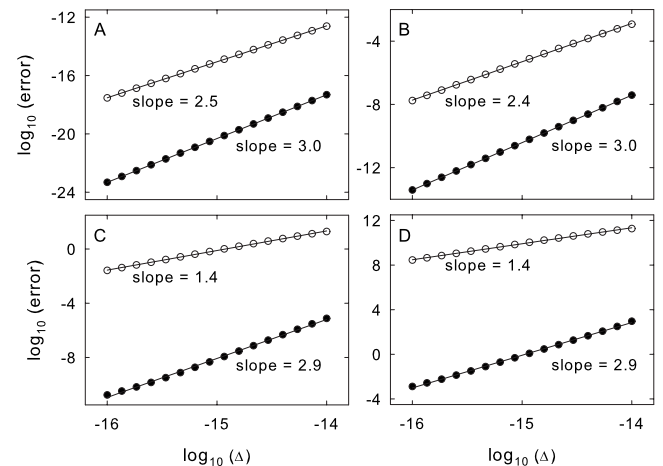 A
-12
-16
-20
-24
log10 (error)
slope = 2.5
slope = 3.0
B
-4
-8
-12
slope = 2.4
slope = 3.0
C
0
-4
-8
log10 (error)
slope = 1.4
slope = 2.9
-16
-15
-14
log10 (Δ)
D
12
8
4
0
-4
slope = 1.4
slope = 2.9
-16
-15
-14
log10 (Δ)